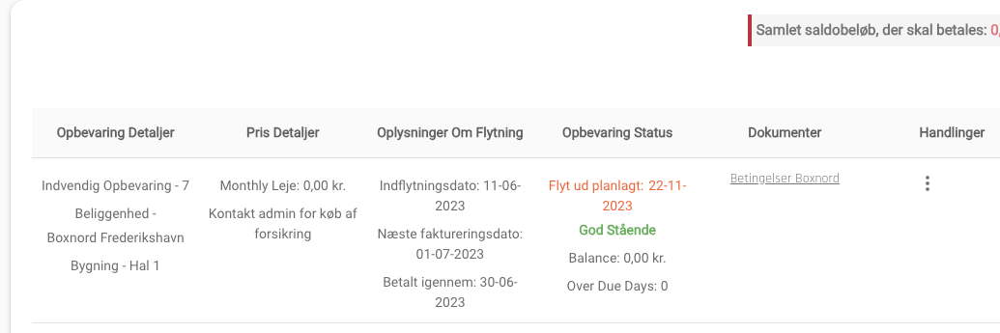 Samlet saldobeløb, der skal betales: 0,
Opbevaring Detaljer
Pris Detaljer
Oplysninger Om Flytning
Opbevaring Status
Dokumenter
Handlinger
Indvendig Opbevaring - 7
Beliggenhed -
Boxnord Frederikshavn
Bygning - Hal 1
Monthly Leje: 0,00 kr.
Kontakt admin for køb af
forsikring
Indflytningsdato: 11-06-
2023
Næste faktureringsdato:
01-07-2023
Betalt igennem: 30-06-
2023
Flyt ud planlagt: 22-11-
2023
God Stående
Balance: 0,00 kr.
Over Due Days: 0
Betingelser Boxnord